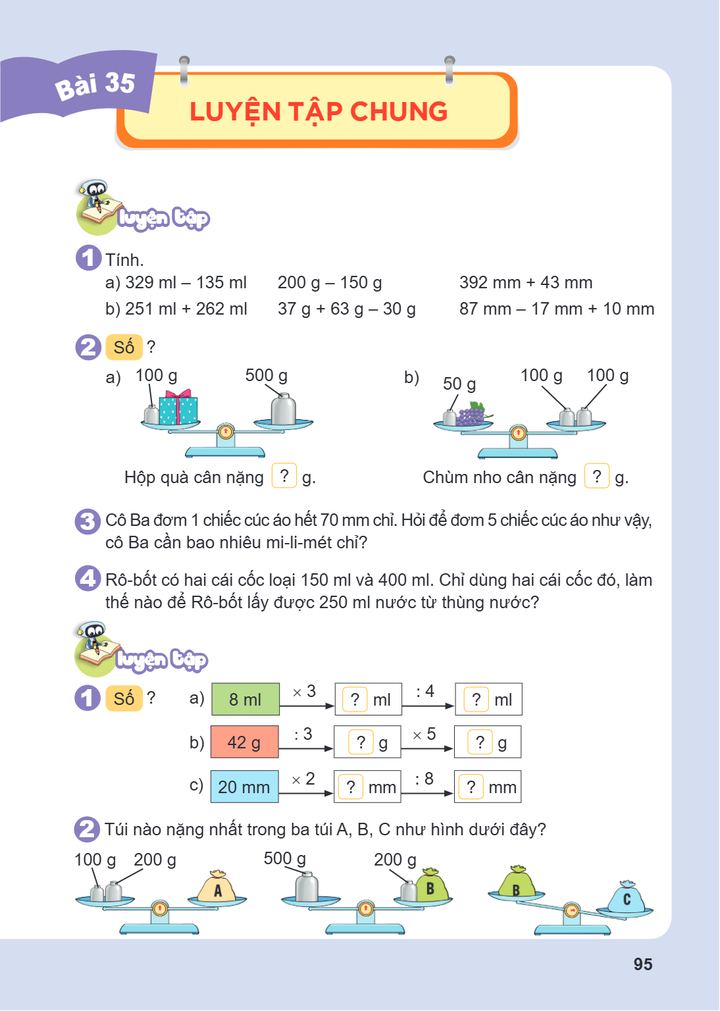 Bài 35
LUYỆN TẬP CHUNG
luyện tập
1 Tính.
a) 329 ml – 135 ml 200 g – 150 g 392 mm + 43 mm
b) 251 ml + 262 ml 37 g + 63 g – 30 g 87 mm – 17 mm + 10 mm
2 Số ?
a) 100 g 500 g b) 50 g 100 g 100 g
Hộp quà cân nặng ? g. Chùm nho cân nặng ? g.
3 Cô Ba đơm 1 chiếc cúc áo hết 70 mm chỉ. Hỏi để đơm 5 chiếc cúc áo như vậy,
cô Ba cần bao nhiêu mi-li-mét chỉ?
4 Rô-bốt có hai cái cốc loại 150 ml và 400 ml. Chỉ dùng hai cái cốc đó, làm
thế nào để Rô-bốt lấy được 250 ml nước từ thùng nước?
luyện tập
1 Số ? a) 8 ml × 3 ? ml : 4 ? ml
b) 42 g : 3 ? g × 5 ? g
c) 20 mm × 2 ? mm : 8 ? mm
2 Túi nào nặng nhất trong ba túi A, B, C như hình dưới đây?
100 g 200 g 500 g 200 g
A B B C
95